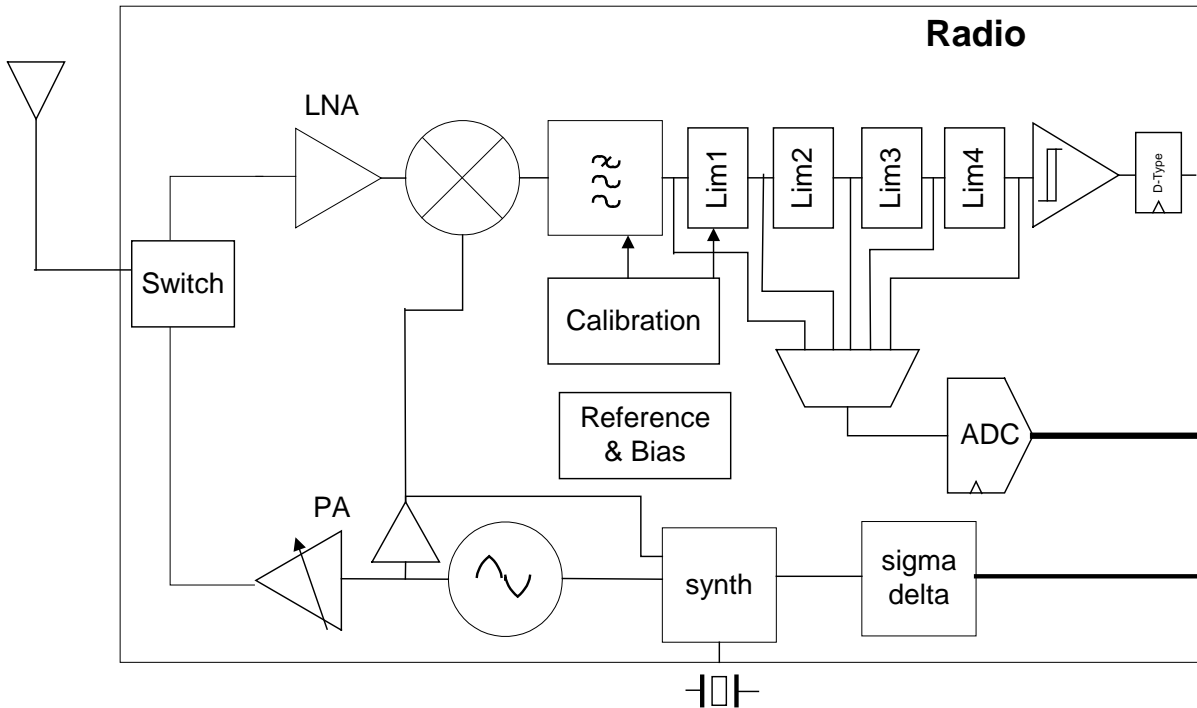 Radio
LNA
Lim1
Lim2
Lim3
Lim4
D-Type
Switch
Calibration
Reference
& Bias
ADC
PA
synth
sigma
delta